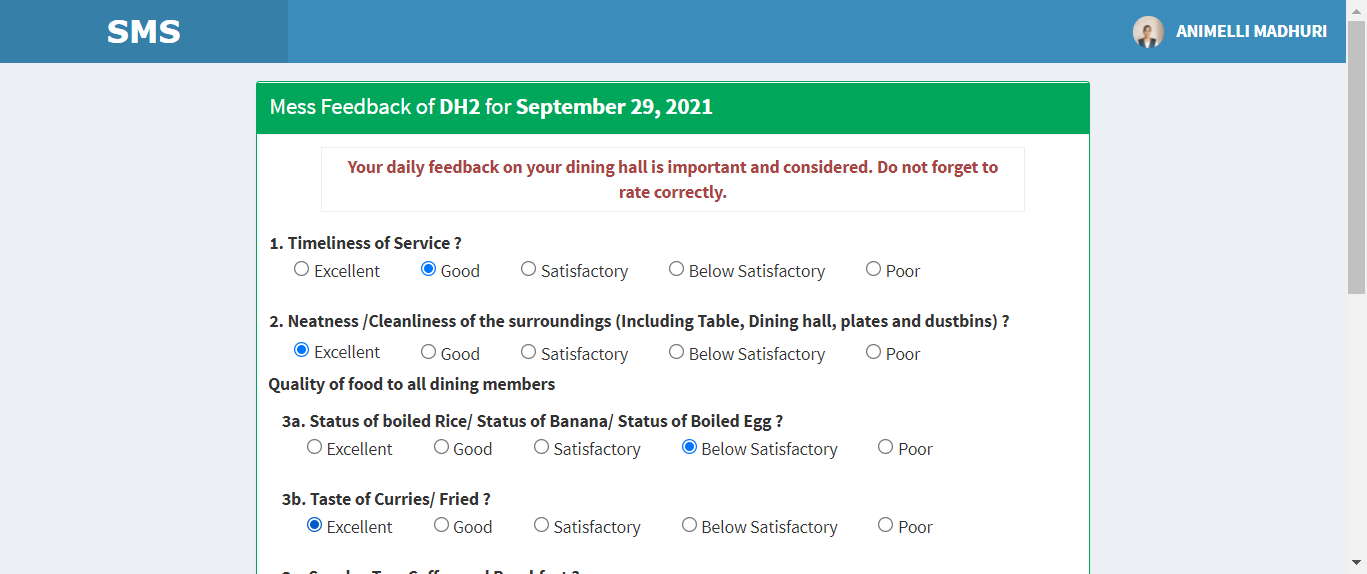 SMS
ANIMELLI MADHURI
Mess Feedback of DH2 for September 29, 2021
Your daily feedback on your dining hall is important and considered. Do not forget to
rate correctly.
1. Timeliness of Service ?
Excellent Good Satisfactory Below Satisfactory Poor
2. Neatness /Cleanliness of the surroundings (Including Table, Dining hall, plates and dustbins) ?
Excellent Good Satisfactory Below Satisfactory Poor
Quality of food to all dining members
3a. Status of boiled Rice/ Status of Banana/ Status of Boiled Egg ?
Excellent Good Satisfactory Below Satisfactory Poor
3b. Taste of Curries/ Fried ?
Excellent Good Satisfactory Below Satisfactory Poor